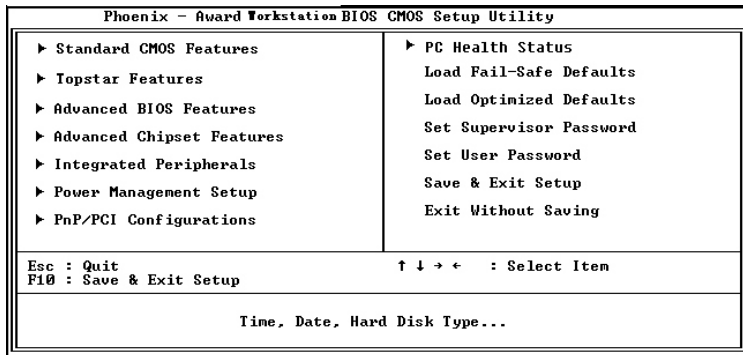 Phoenix - Award Workstation BIOS CMOS Setup Utility
▶ Standard CMOS Features
▶ Topstar Features
▶ Advanced BIOS Features
▶ Advanced Chipset Features
▶ Integrated Peripherals
▶ Power Management Setup
▶ PnP/PCI Configurations
▶ PC Health Status
Load Fail-Safe Defaults
Load Optimized Defaults
Set Supervisor Password
Set User Password
Save & Exit Setup
Exit Without Saving
Esc : Quit
F10 : Save & Exit Setup
↑ ↓ → ← : Select Item
Time, Date, Hard Disk Type...